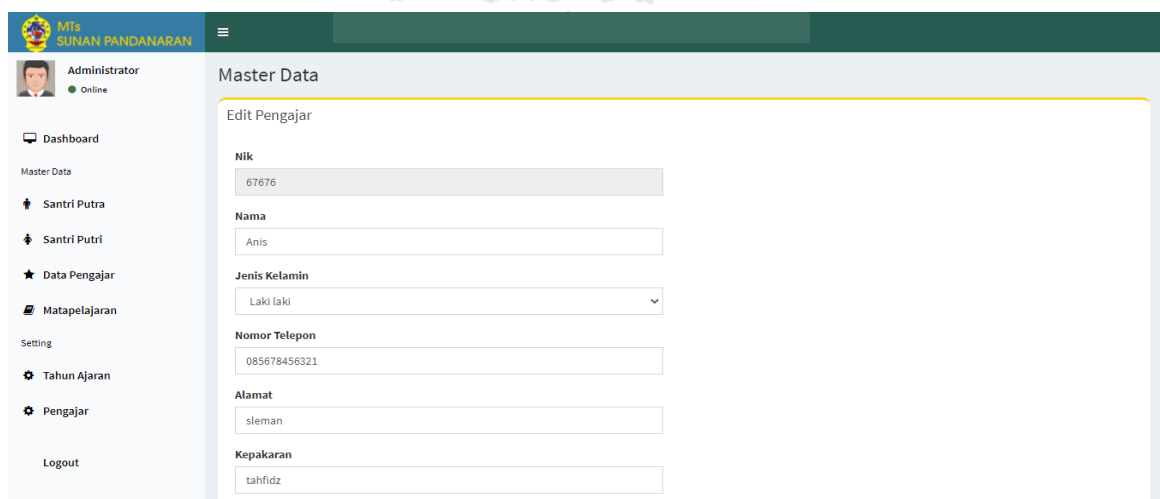 MTs
SUNAN PANDANARAN
Administrator
Online
Dashboard
Master Data
Santri Putra
Santri Putri
Data Pengajar
Matapelajaran
Setting
Tahun Ajaran
Pengajar
Logout
Master Data
Edit Pengajar
Nik
67676
Nama
Anis
Jenis Kelamin
Laki laki
Nomor Telepon
085678456321
Alamat
sleman
Kepakaran
tahfidz